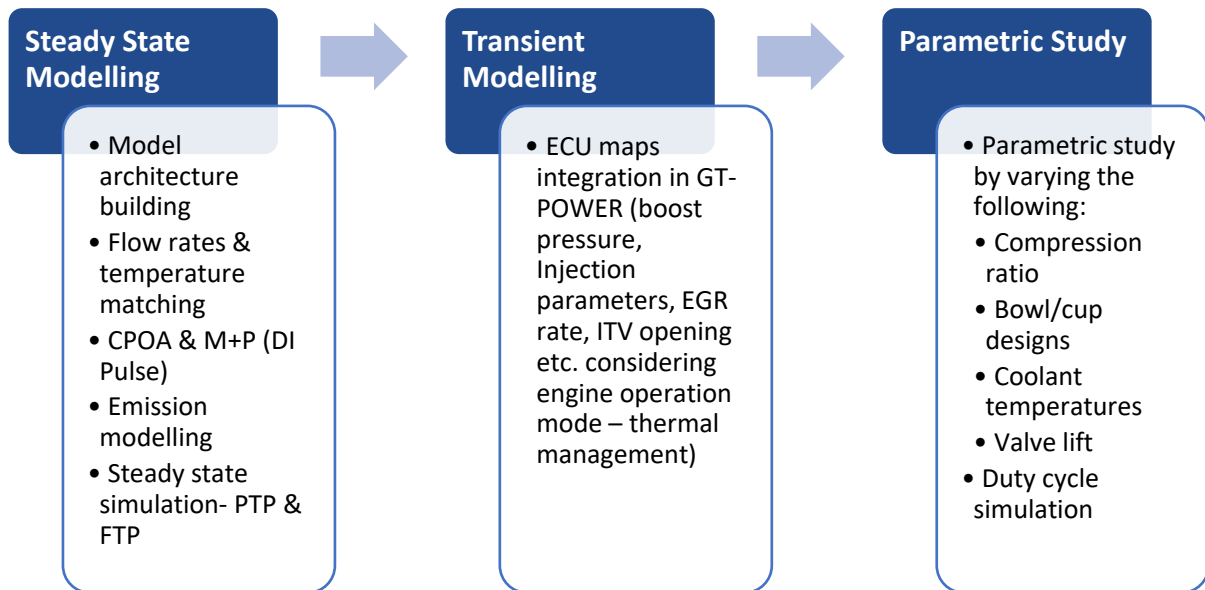 Steady State
Modelling
• Model
architecture
building
• Flow rates &
temperature
matching
• CPOA & M+P (DI
Pulse)
• Emission
modelling
• Steady state
simulation- PTP &
FTP
Transient
Modelling
• ECU maps
integration in GT-
POWER (boost
pressure,
Injection
parameters, EGR
rate, ITV opening
etc. considering
engine operation
mode – thermal
management)
Parametric Study
• Parametric study
by varying the
following:
• Compression
ratio
• Bowl/cup
designs
• Coolant
temperatures
• Valve lift
• Duty cycle
simulation